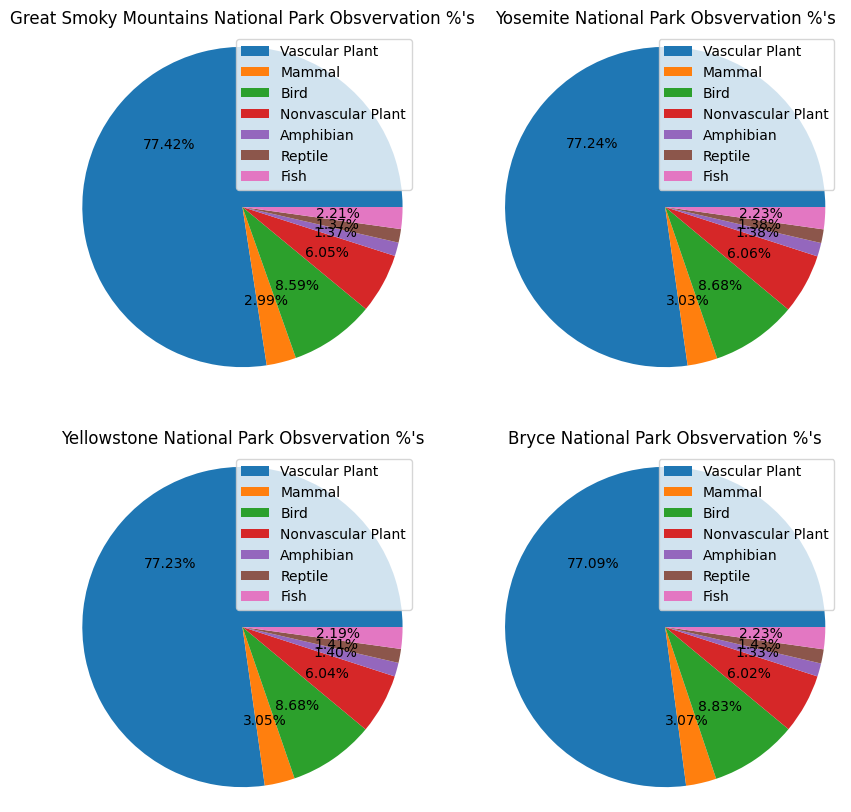 Great Smoky Mountains National Park Obsvervation %'s
Vascular Plant
Mammal
Bird
Nonvascular Plant
Amphibian
Reptile
Fish
77.42%
2.21%
1.37%
1.37%
6.05%
8.59%
2.99%
Yosemite National Park Obsvervation %'s
Vascular Plant
Mammal
Bird
Nonvascular Plant
Amphibian
Reptile
Fish
77.24%
2.23%
1.38%
1.38%
6.06%
8.68%
3.03%
Yellowstone National Park Obsvervation %'s
Vascular Plant
Mammal
Bird
Nonvascular Plant
Amphibian
Reptile
Fish
77.23%
2.19%
1.41%
1.40%
6.04%
8.68%
3.05%
Bryce National Park Obsvervation %'s
Vascular Plant
Mammal
Bird
Nonvascular Plant
Amphibian
Reptile
Fish
77.09%
2.23%
1.43%
1.33%
6.02%
8.83%
3.07%